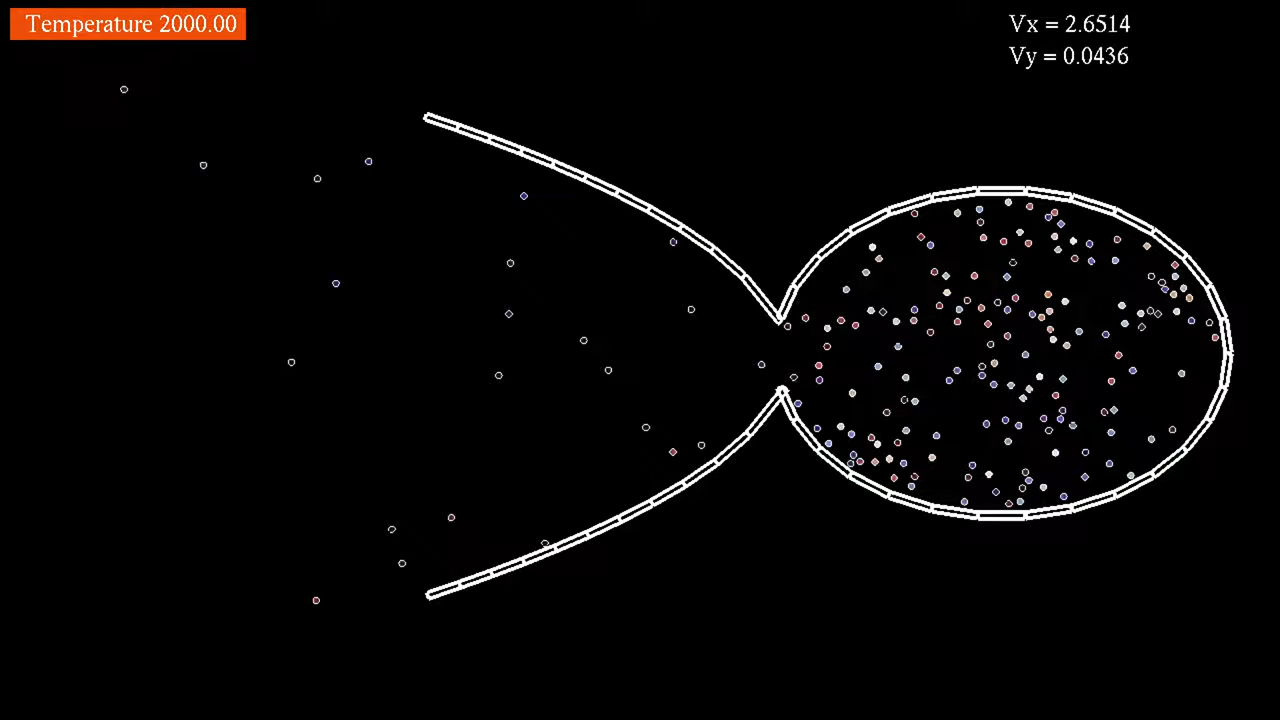 Temperature 2000.00
Vx = 2.6514
Vy = 0.0436